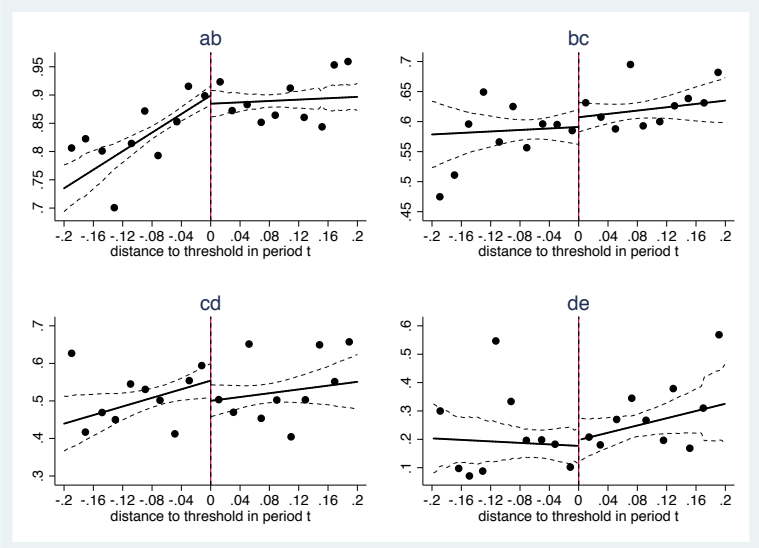 ab
.95
.9
.85
.8
.75
.7
-.2 -.16 -.12 -.08 -.04 0 .04 .08 .12 .16 .2
distance to threshold in period t
bc
.7
.65
.6
.55
.5
.45
-.2 -.16 -.12 -.08 -.04 0 .04 .08 .12 .16 .2
distance to threshold in period t
cd
.7
.6
.5
.4
.3
-.2 -.16 -.12 -.08 -.04 0 .04 .08 .12 .16 .2
distance to threshold in period t
de
.6
.5
.4
.3
.2
.1
-.2 -.16 -.12 -.08 -.04 0 .04 .08 .12 .16 .2
distance to threshold in period t